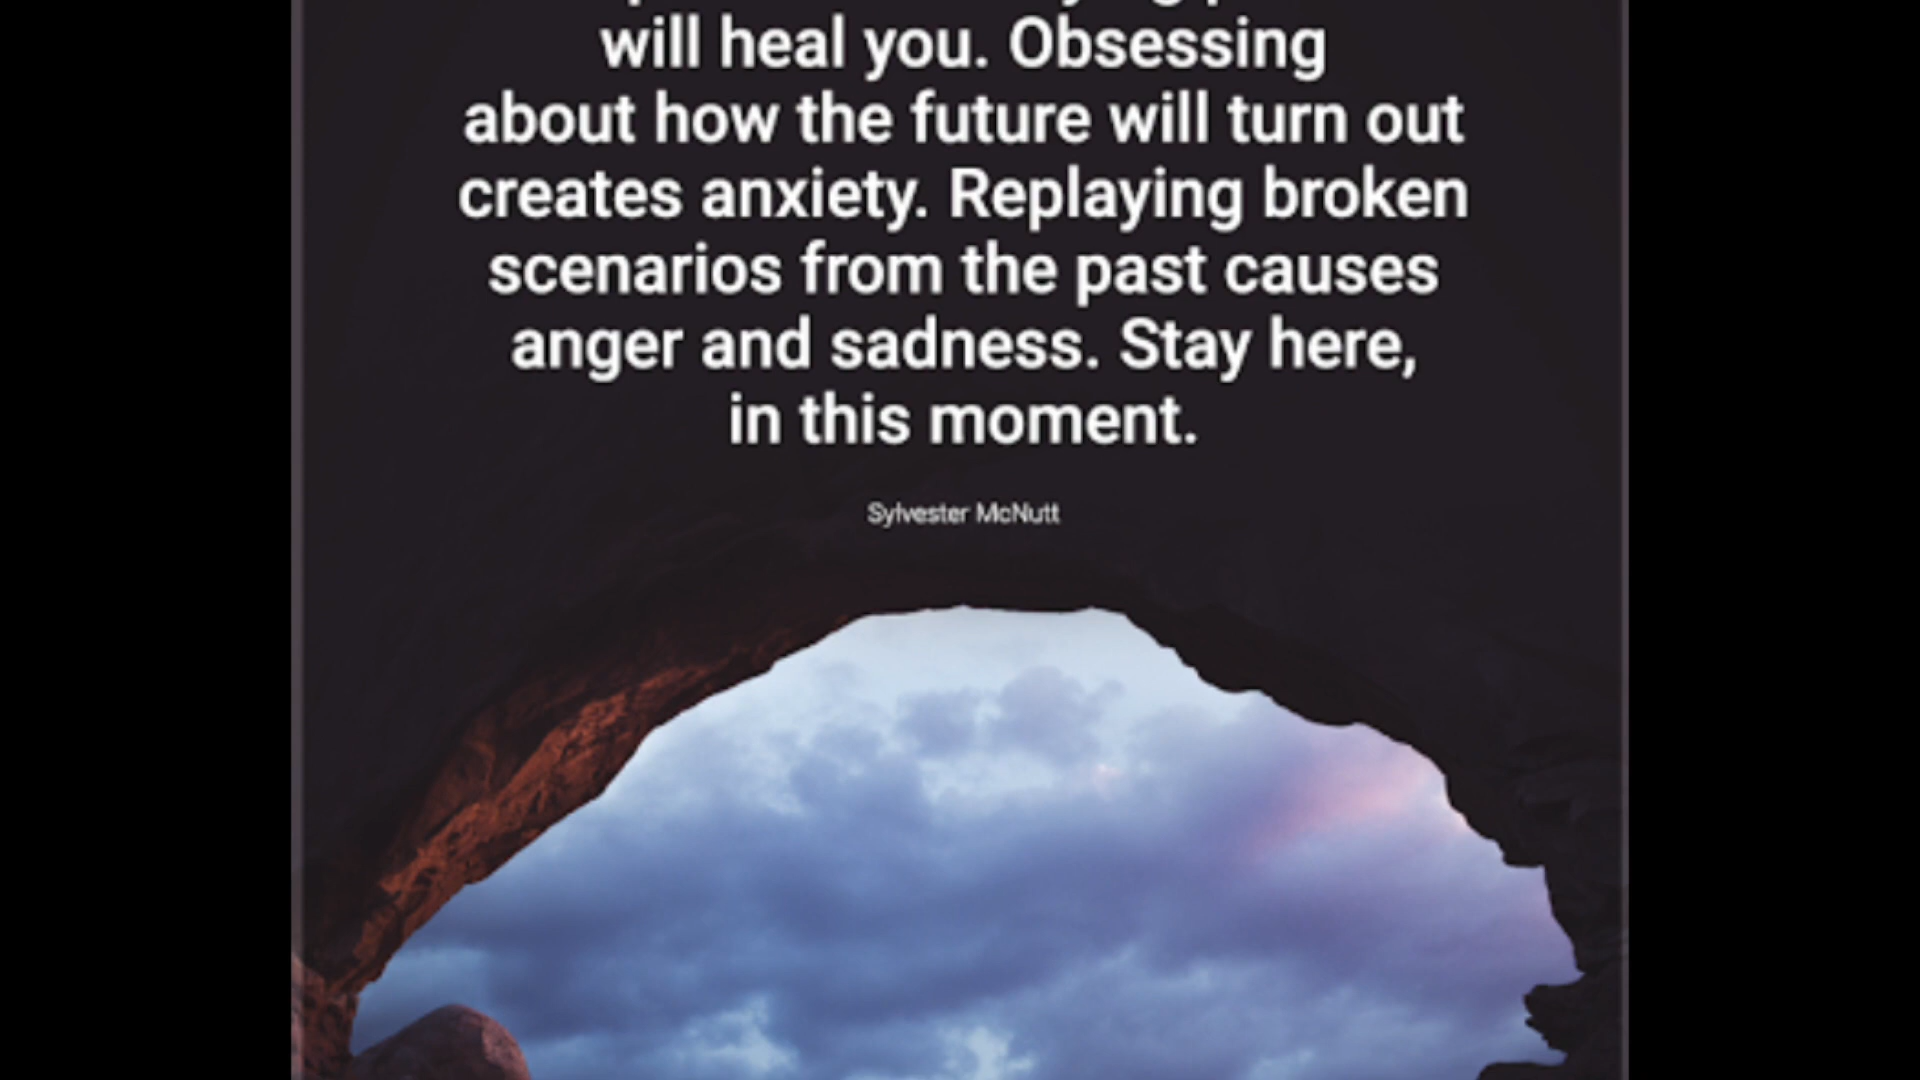 will heal you. Obsessing
about how the future will turn out
creates anxiety. Replaying broken
scenarios from the past causes
anger and sadness. Stay here,
in this moment.
Sylvester McNutt